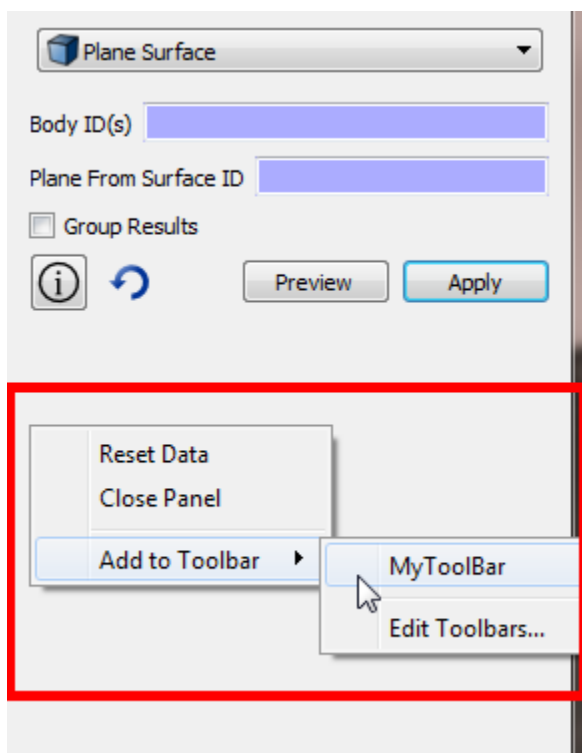 Plane Surface
Body ID(s)
Plane From Surface ID
Group Results
Preview Apply
Reset Data
Close Panel
Add to Toolbar
MyToolBar
Edit Toolbars...